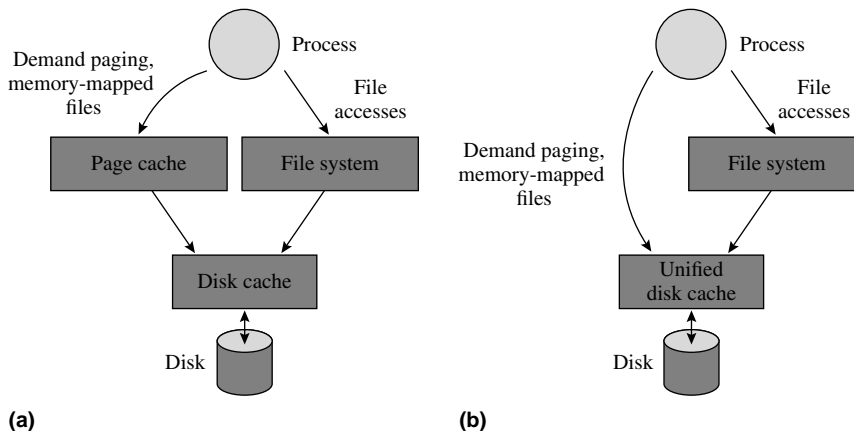 Process
Demand paging,
memory-mapped
files
File
accesses
Page cache
File system
Disk cache
Disk
(a)
Process
File
accesses
Demand paging,
memory-mapped
files
File system
Unified
disk cache
Disk
(b)